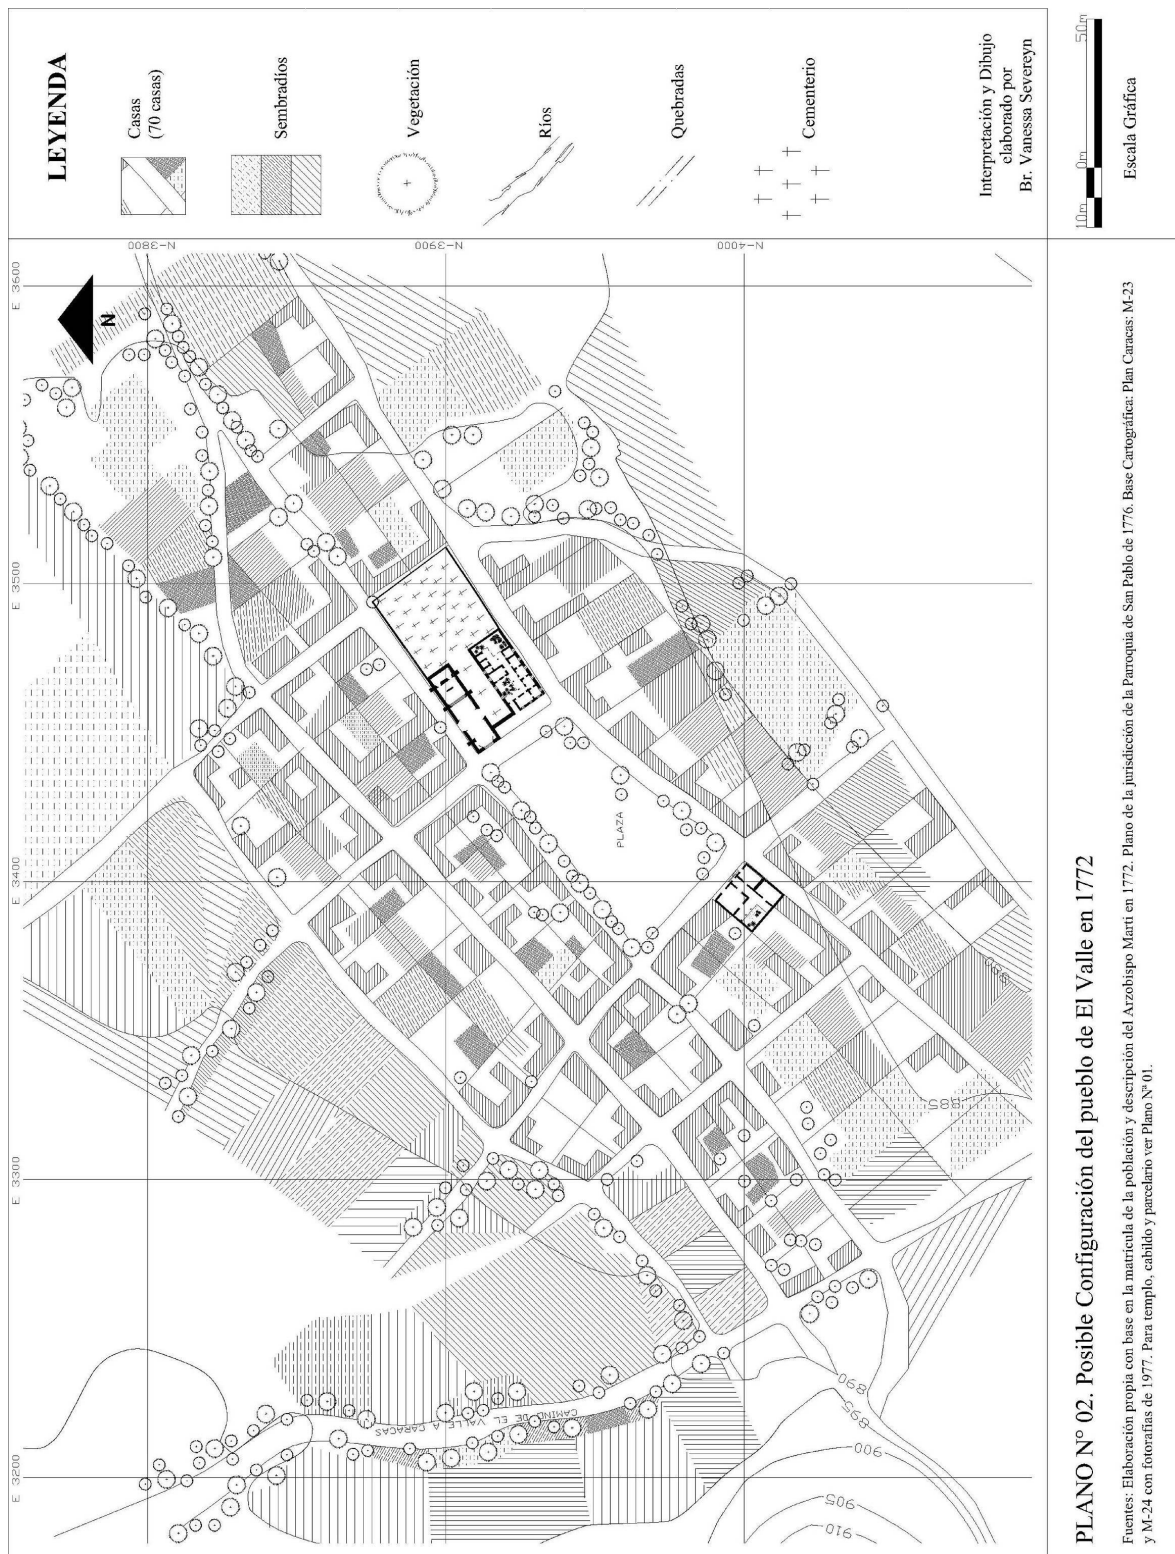 LEYENDA
Casas
(70 casas)
Sembradios
Vegetación
Ríos
Quebradas
Cementerio
Interpretación y Dibujo
elaborado por
Br. Vanessa Severeyn
10m 0m 50m
Escala Gráfica
N
E 3200
E 3300
E 3400
E 3500
E 3600
N-3800
N-3900
N-4000
PLAZA
CAMINO DE EL VALLE A CARACAS
980
985
890
895
900
905
910
PLANO N° 02. Posible Configuración del pueblo de El Valle en 1772
Fuentes: Elaboración propia con base en la matrícula de la población y descripción del Arzobispo Martí en 1772. Plano de la jurisdicción de la Parroquia de San Pablo de 1776. Base Cartográfica: Plan Caracas: M-23
y M-24 con fotorafías de 1977. Para templo, cabildo y parcelario ver Plano Nº 01.